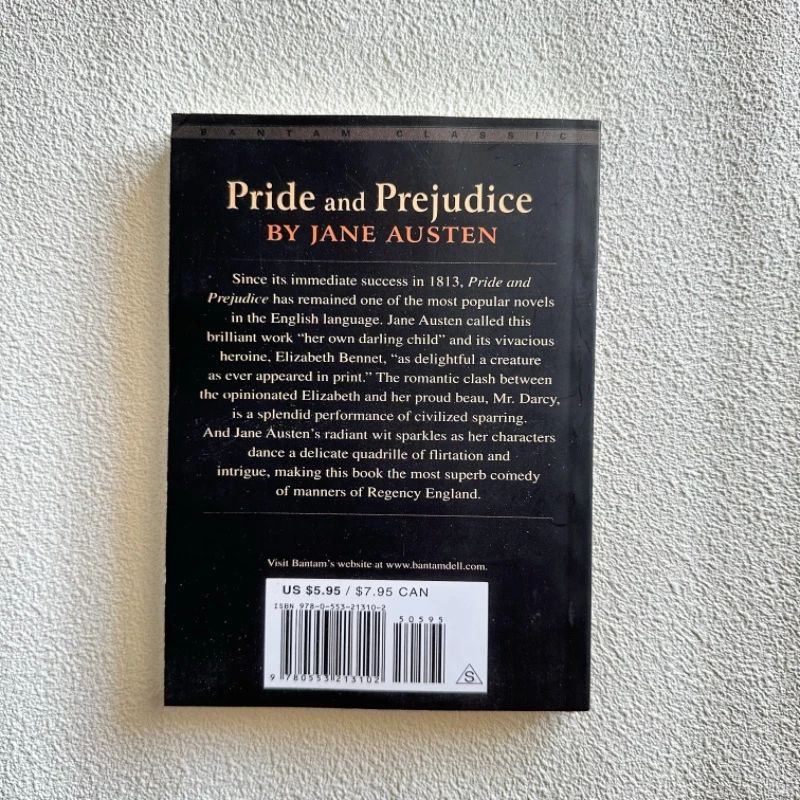 BANTAM CLASSIC
Pride and Prejudice
BY JANE AUSTEN
Since its immediate success in 1813, Pride and
Prejudice has remained one of the most popular novels
in the English language. Jane Austen called this
brilliant work “her own darling child” and its vivacious
heroine, Elizabeth Bennet, “as delightful a creature
as ever appeared in print.” The romantic clash between
the opinionated Elizabeth and her proud beau, Mr. Darcy,
is a splendid performance of civilized sparring.
And Jane Austen’s radiant wit sparkles as her characters
dance a delicate quadrille of flirtation and
intrigue, making this book the most superb comedy
of manners of Regency England.
Visit Bantam’s website at www.bantamdell.com.
US $5.95 / $7.95 CAN
ISBN 978-0-553-21310-2
50595
9 780553 213102
S